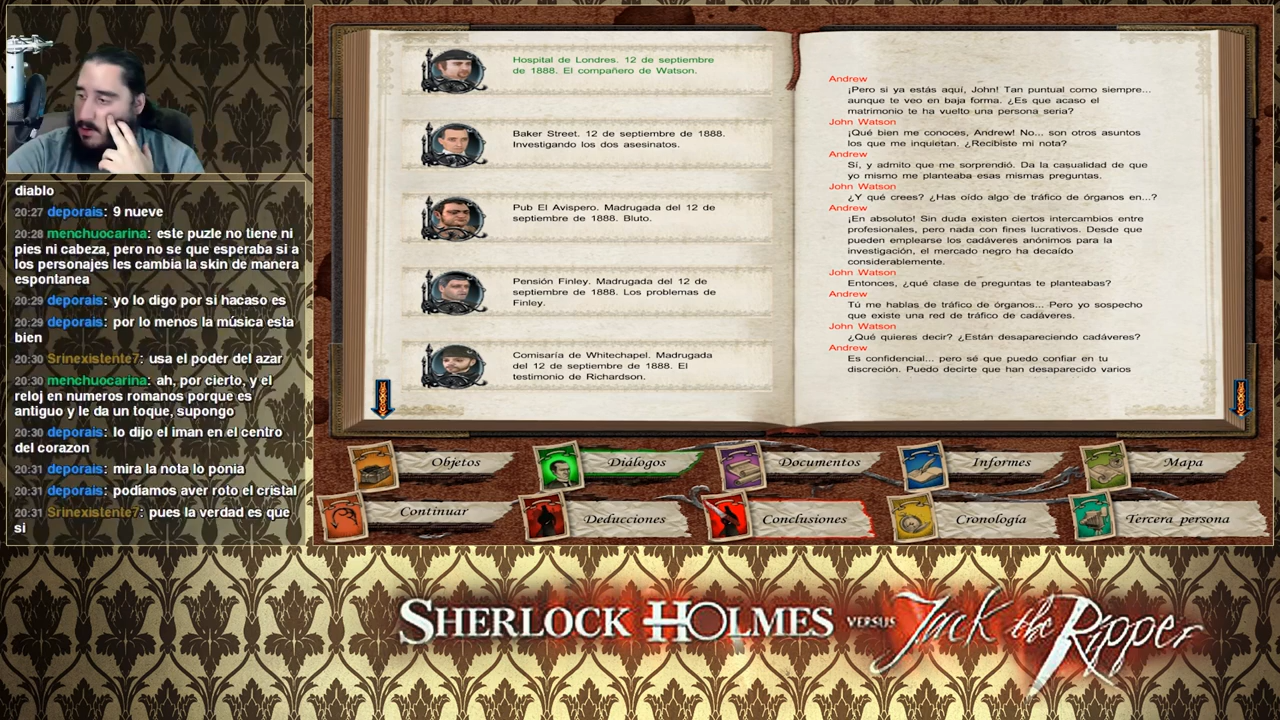 diablo
20:27 deporais: 9 nueve
20:28 menchuocarina: este puzle no tiene ni
pies ni cabeza, pero no se que esperaba si a
los personajes les cambia la skin de manera
espontanea
20:29 deporais: yo lo digo por si hacaso es
20:29 deporais: por lo menos la música esta
bien
20:30 Srinexistente7: usa el poder del azar
20:30 menchuocarina: ah, por cierto, y el
reloj en numeros romanos porque es
antiguo y le da un toque, supongo
20:30 deporais: lo dijo el iman en el centro
del corazon
20:31 deporais: mira la nota lo ponia
20:31 deporais: podiamos aver roto el cristal
20:31 Srinexistente7: pues la verdad es que
si
Hospital de Londres. 12 de septiembre
de 1888. El compañero de Watson.
Baker Street. 12 de septiembre de 1888.
Investigando los dos asesinatos.
Pub El Avispero. Madrugada del 12 de
septiembre de 1888. Bluto.
Pensión Finley. Madrugada del 12 de
septiembre de 1888. Los problemas de
Finley.
Comisaría de Whitechapel. Madrugada
del 12 de septiembre de 1888. El
testimonio de Richardson.
Andrew
¡Pero si ya estás aquí, John! Tan puntual como siempre...
aunque te veo en baja forma. ¿Es que acaso el
matrimonio te ha vuelto una persona seria?
John Watson
¡Qué bien me conoces, Andrew! No... son otros asuntos
los que me inquietan. ¿Recibiste mi nota?
Andrew
Sí, y admito que me sorprendió. Da la casualidad de que
yo mismo me planteaba esas mismas preguntas.
John Watson
¿Y qué crees? ¿Has oído algo de tráfico de órganos en...?
Andrew
¡En absoluto! Sin duda existen ciertos intercambios entre
profesionales, pero nada con fines lucrativos. Desde que
pueden emplearse los cadáveres anónimos para la
investigación, el mercado negro ha decaído
considerablemente.
John Watson
Entonces, ¿qué clase de preguntas te planteabas?
Andrew
Tú me hablas de tráfico de órganos... Pero yo sospecho
que existe una red de tráfico de cadáveres.
John Watson
¿Qué quieres decir? ¿Están desapareciendo cadáveres?
Andrew
Es confidencial... pero sé que puedo confiar en tu
discreción. Puedo decirte que han desaparecido varios
Objetos
Diálogos
Documentos
Informes
Mapa
Continuar
Deducciones
Conclusiones
Cronología
Tercera persona
SHERLOCK HOLMES VERSUS Jack the Ripper